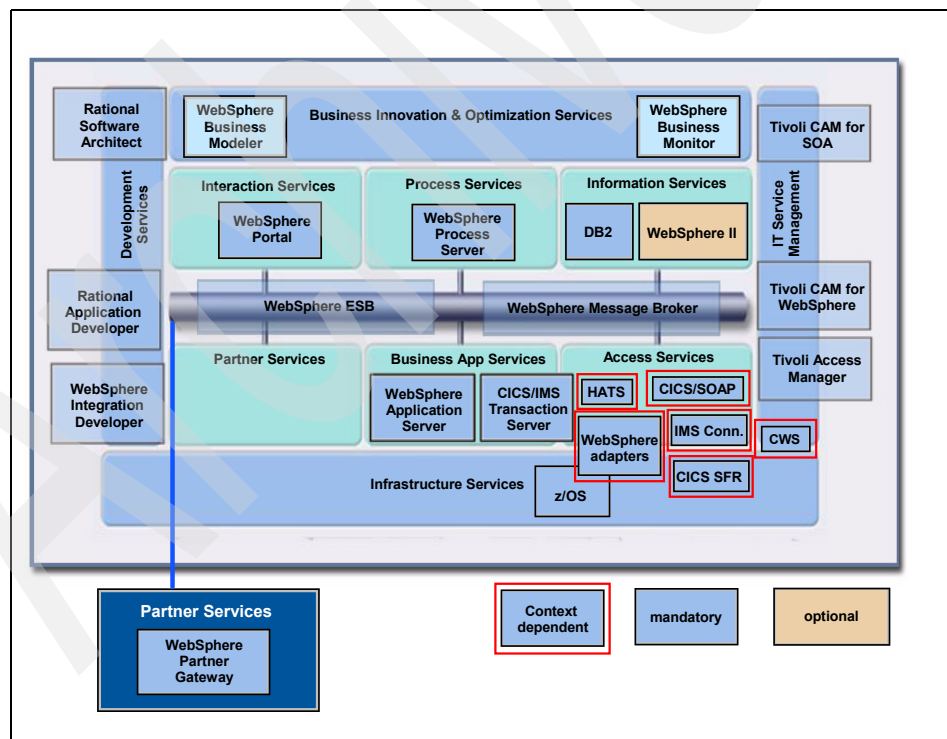 Rational
Software
Architect
WebSphere
Business
Modeler
Business Innovation & Optimization Services
WebSphere
Business
Monitor
Tivoli CAM for
SOA
Development
Services
Interaction Services
WebSphere
Portal
Process Services
WebSphere
Process
Server
Information Services
DB2
WebSphere II
IT Service
Management
Rational
Application
Developer
WebSphere ESB
WebSphere Message Broker
Tivoli CAM for
WebSphere
Partner Services
Business App Services
Access Services
Tivoli Access
Manager
WebSphere
Integration
Developer
WebSphere
Application
Server
CICS/IMS
Transaction
Server
HATS
CICS/SOAP
WebSphere
adapters
IMS Conn.
CWS
CICS SFR
Infrastructure Services
z/OS
Partner Services
WebSphere
Partner
Gateway
Context
dependent
mandatory
optional